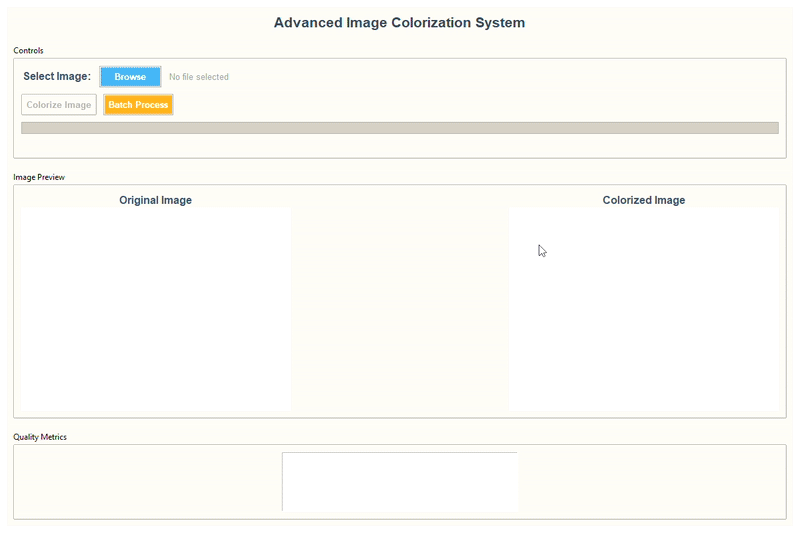 Advanced Image Colorization System
Controls
Select Image: Browse No file selected
Colorize Image Batch Process
Image Preview
Original Image Colorized Image
Quality Metrics